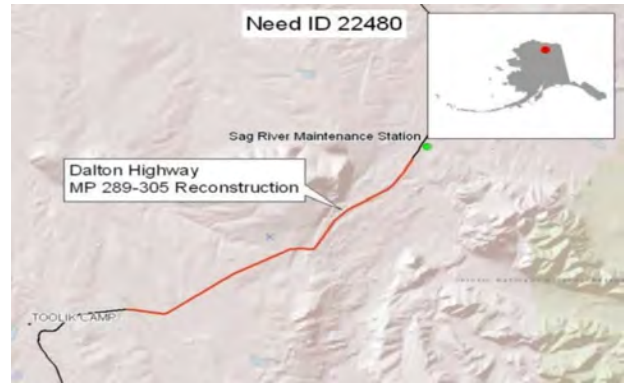 Need ID 22480
Sag River Maintenance Station
Dalton Highway
MP 289-305 Reconstruction
TOOLIK CAMP